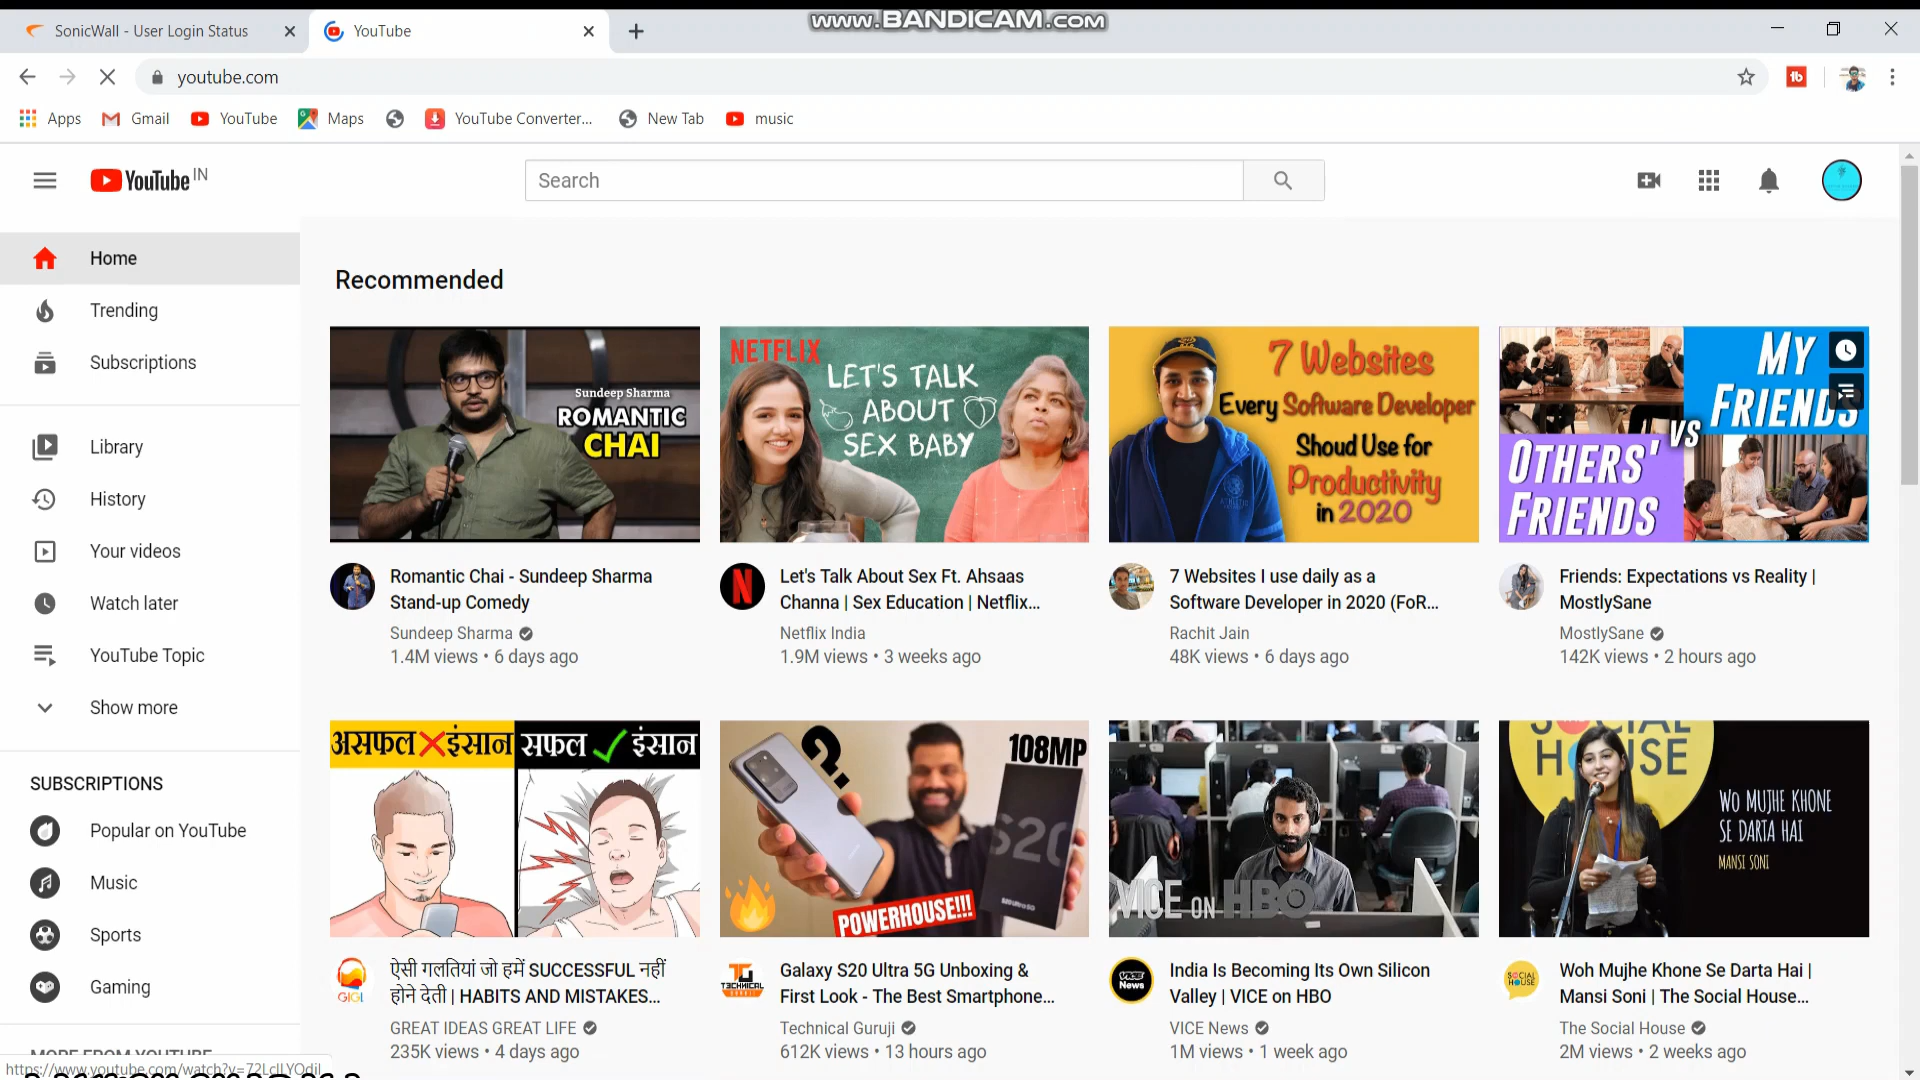 www.BANDICAM.com
SonicWall - User Login Status
YouTube
youtube.com
Apps
Gmail
YouTube
Maps
YouTube Converter...
New Tab
music
YouTube IN
Search
Home
Trending
Subscriptions
Library
History
Your videos
Watch later
YouTube Topic
Show more
SUBSCRIPTIONS
Popular on YouTube
Music
Sports
Gaming
MORE FROM YOUTUBE
Recommended
Sundeep Sharma
ROMANTIC
CHAI
Romantic Chai - Sundeep Sharma
Stand-up Comedy
Sundeep Sharma
1.4M views • 6 days ago
NETFLIX
LET'S TALK
ABOUT
SEX BABY
Let's Talk About Sex Ft. Ahsaas
Channa | Sex Education | Netflix...
Netflix India
1.9M views • 3 weeks ago
7 Websites
Every Software Developer
Shoud Use for
Productivity
in 2020
7 Websites I use daily as a
Software Developer in 2020 (FoR...
Rachit Jain
48K views • 6 days ago
MY
FRIENDS
VS
OTHERS'
FRIENDS
Friends: Expectations vs Reality |
MostlySane
MostlySane
142K views • 2 hours ago
असफल इंसान
सफल इंसान
GIGL
ऐसी गलतियां जो हमें SUCCESSFUL नहीं
होने देती | HABITS AND MISTAKES...
GREAT IDEAS GREAT LIFE
235K views • 4 days ago
108MP
S20
POWERHOUSE!!!
Galaxy S20 Ultra 5G Unboxing &
First Look - The Best Smartphone...
Technical Guruji
612K views • 13 hours ago
VICE ON HBO
VICE
News
India Is Becoming Its Own Silicon
Valley | VICE on HBO
VICE News
1M views • 1 week ago
SOCIAL
HOUSE
WO MUJHE KHONE
SE DARTA HAI
MANSI SONI
SOCIAL
HOUSE
Woh Mujhe Khone Se Darta Hai |
Mansi Soni | The Social House...
The Social House
2M views • 2 weeks ago